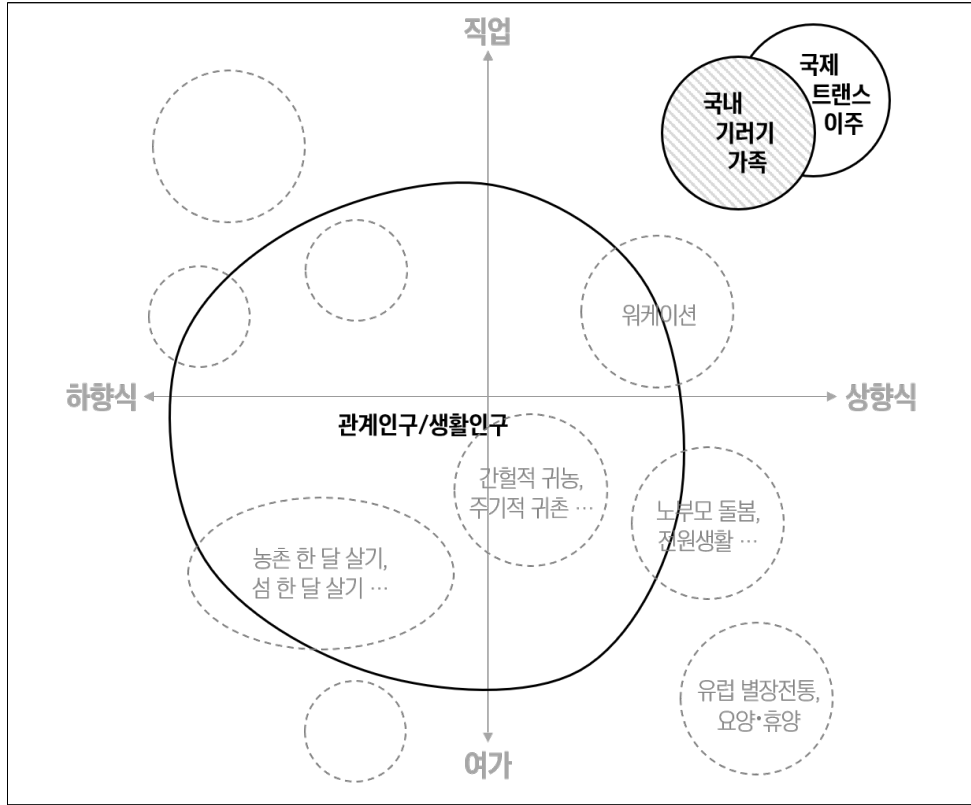 직업
국제
트랜스
이주
국내
기러기
가족
워케이션
하향식
상향식
관계인구/생활인구
간헐적 귀농,
주기적 귀촌 …
노부모 돌봄,
전원생활 …
농촌 한 달 살기,
섬 한 달 살기 …
유럽 별장전통,
요양•휴양
여가